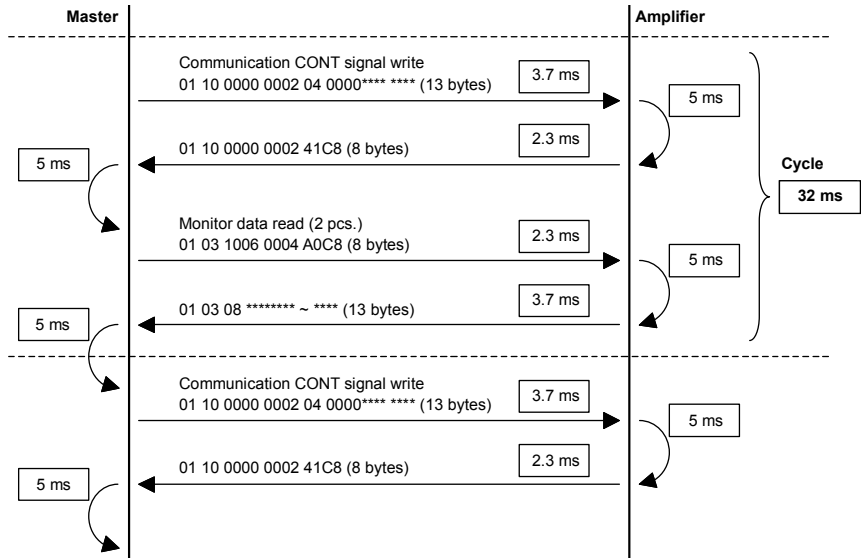 Master
Amplifier
Communication CONT signal write
01 10 0000 0002 04 0000**** **** (13 bytes)
3.7 ms
5 ms
01 10 0000 0002 41C8 (8 bytes)
2.3 ms
5 ms
Cycle
32 ms
Monitor data read (2 pcs.)
01 03 1006 0004 A0C8 (8 bytes)
2.3 ms
5 ms
01 03 08 ******** ~ **** (13 bytes)
3.7 ms
5 ms
Communication CONT signal write
01 10 0000 0002 04 0000**** **** (13 bytes)
3.7 ms
5 ms
01 10 0000 0002 41C8 (8 bytes)
2.3 ms
5 ms